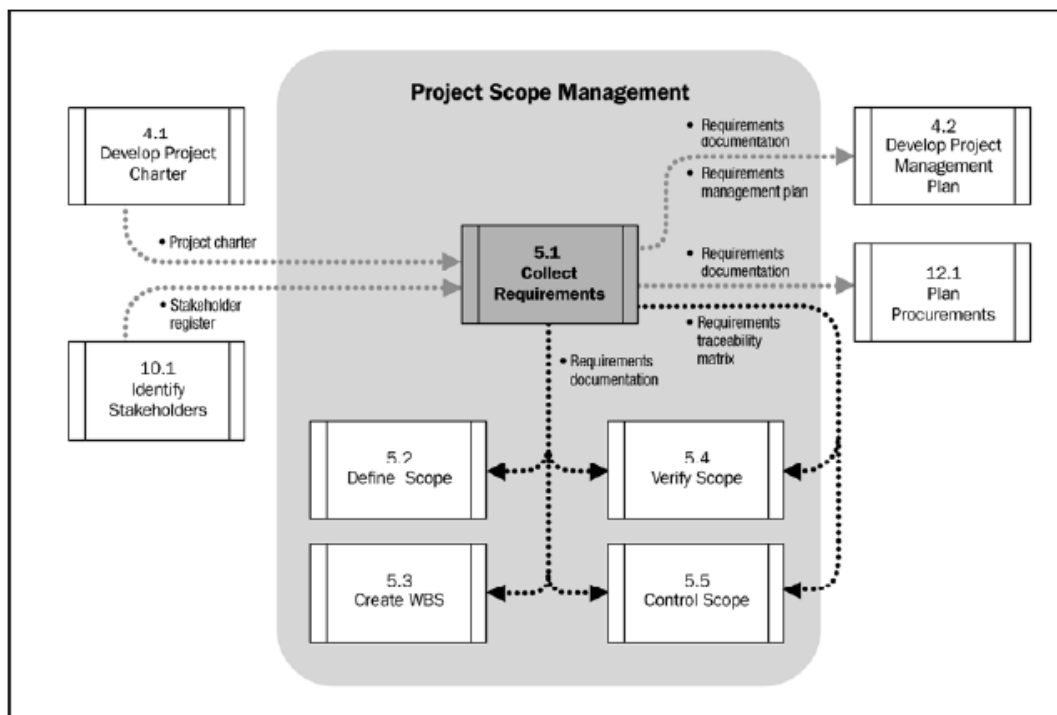 Project Scope Management
4.1
Develop Project
Charter
• Project charter
• Stakeholder
register
10.1
Identify
Stakeholders
5.1
Collect
Requirements
• Requirements
documentation
• Requirements
management plan
4.2
Develop Project
Management
Plan
• Requirements
documentation
12.1
Plan
Procurements
• Requirements
traceability
matrix
• Requirements
documentation
5.2
Define Scope
5.4
Verify Scope
5.3
Create WBS
5.5
Control Scope